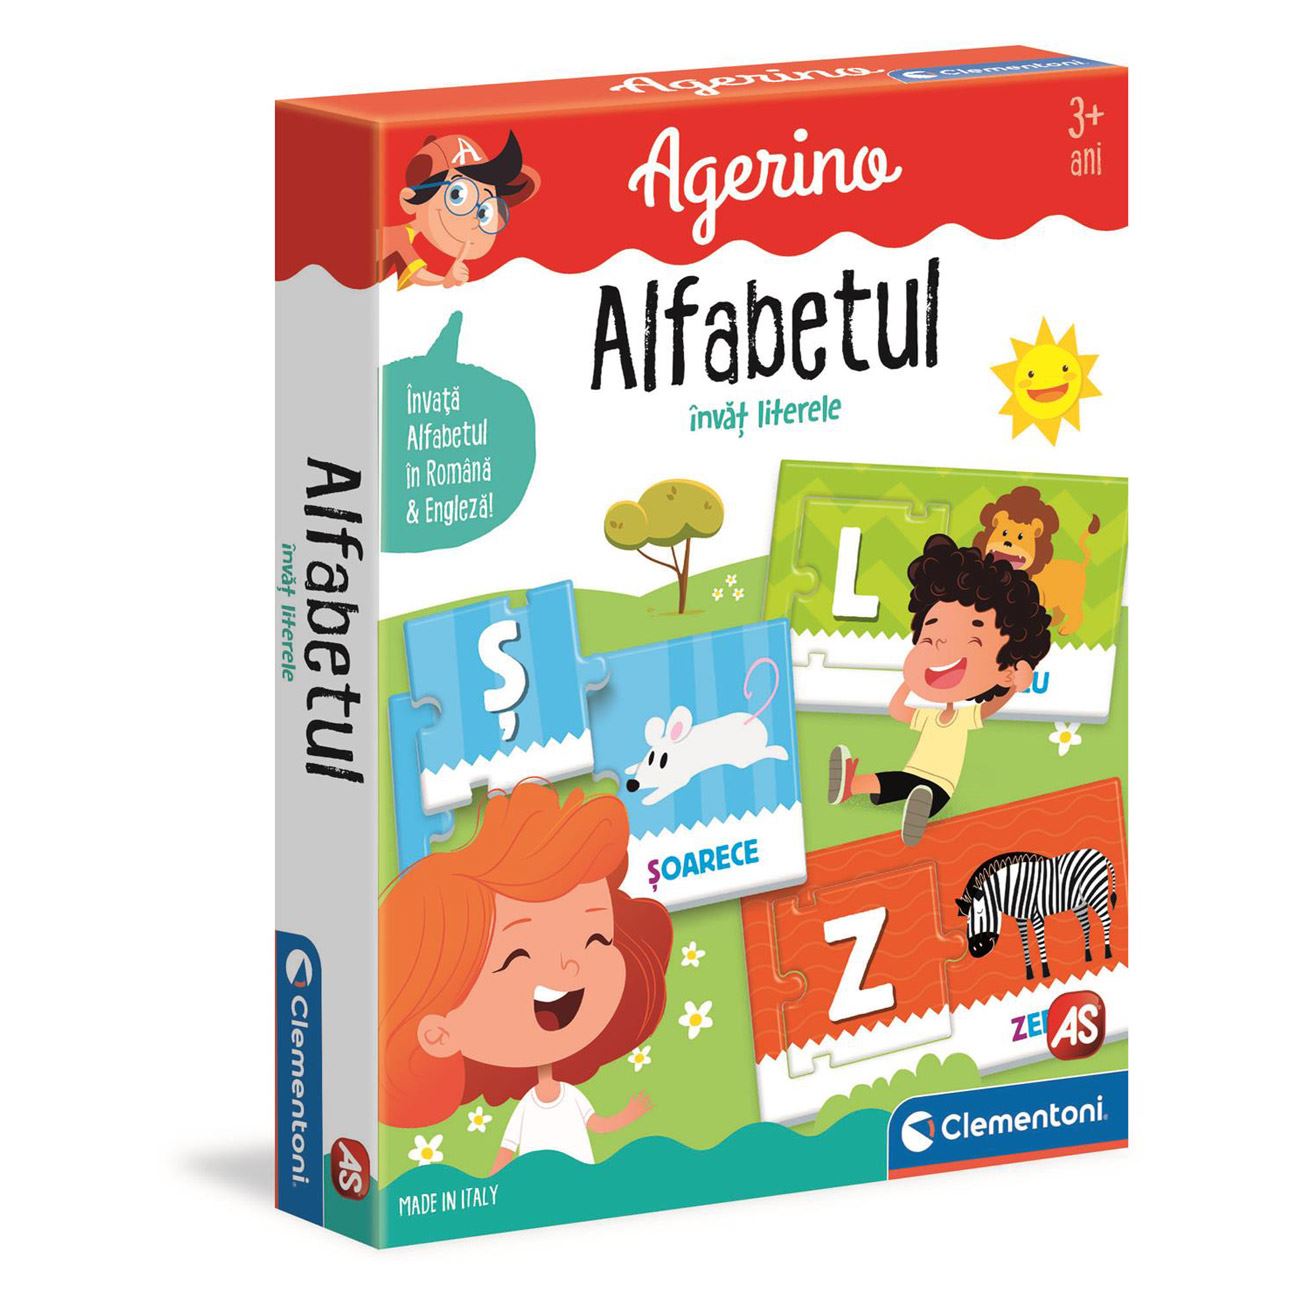 Agerino
Clementoni
Agerino
3+
ani
A
Alfabetul
învăț literele
Învață
Alfabetul
în Română
& Engleză!
L
Ș
ȘOARECE
Z
AS
Clementoni
MADE IN ITALY
Alfabetul
învăț literele
Clementoni
AS